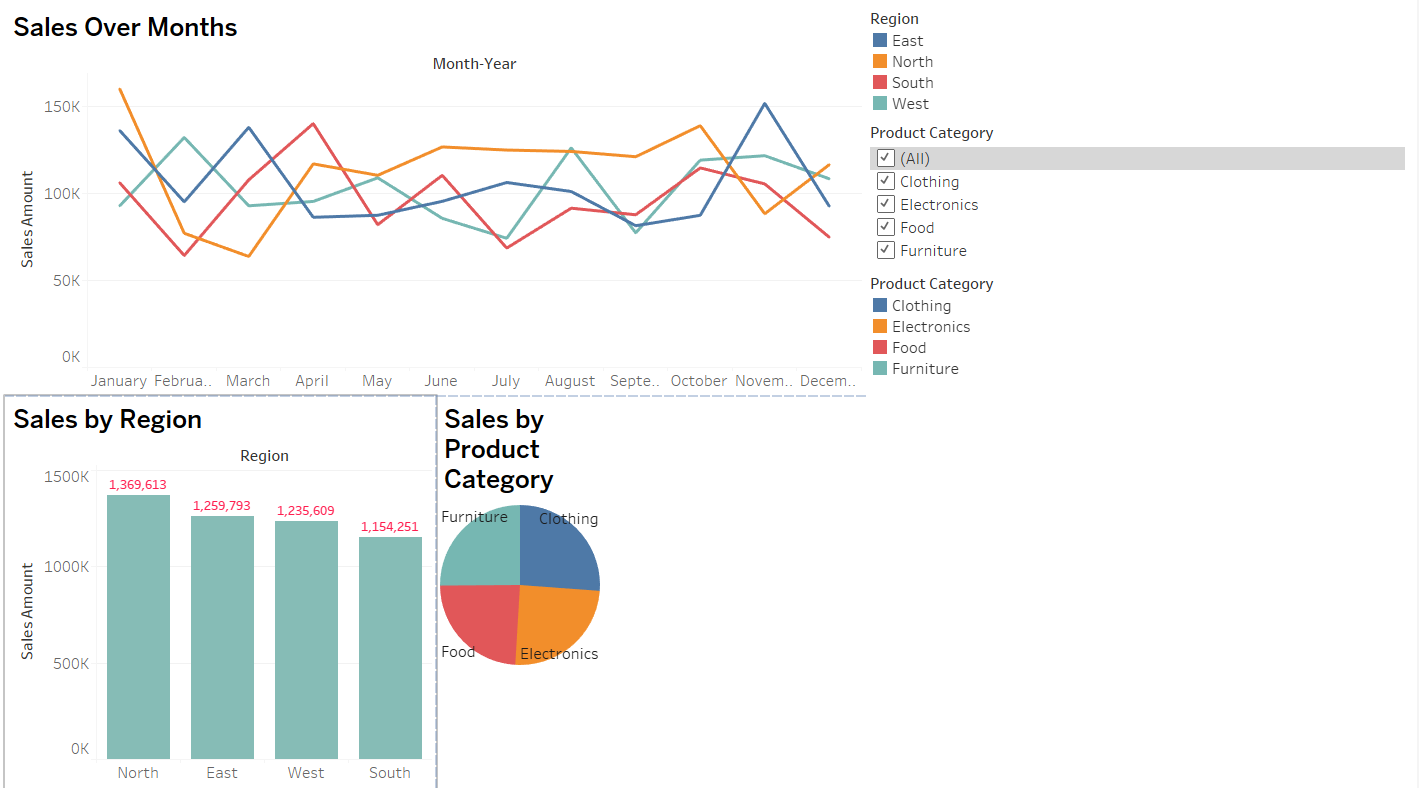 Sales Over Months
Month-Year
150K
100K
50K
0K
Sales Amount
January Februa.. March April May June July August Septe.. October Novem.. Decem..
Region
East
North
South
West
Product Category
(All)
Clothing
Electronics
Food
Furniture
Product Category
Clothing
Electronics
Food
Furniture
Sales by Region
Region
1500K
1000K
500K
0K
Sales Amount
1,369,613
1,259,793
1,235,609
1,154,251
North East West South
Sales by
Product
Category
Furniture
Clothing
Food
Electronics